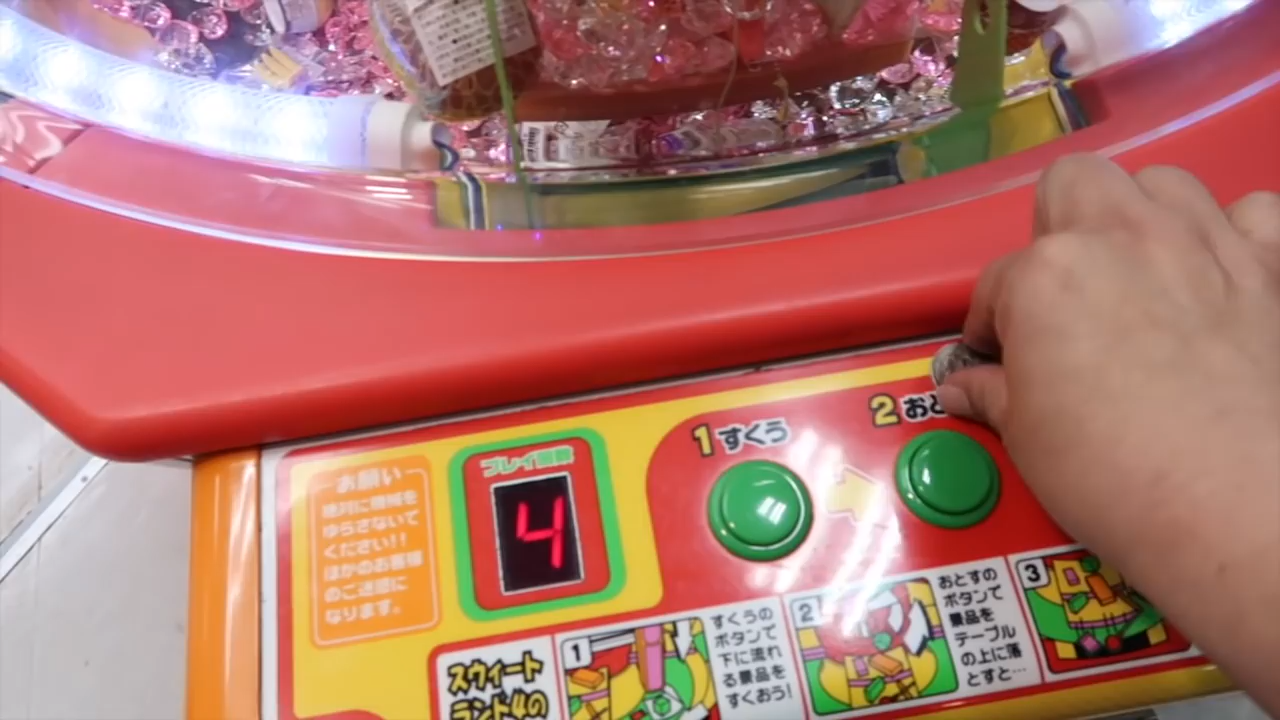 お願い
絶対に機械を
ゆらさないで
ください!!
ほかのお客様
のご迷惑に
なります。
プレイ回数
4
1 すくう
2 おと
スウィート
ランド4の
1
すくうの
ボタンで
下に流れ
る景品を
すくおう!
2
おとすの
ボタンで
景品を
テーブル
の上に落
とすと…
3